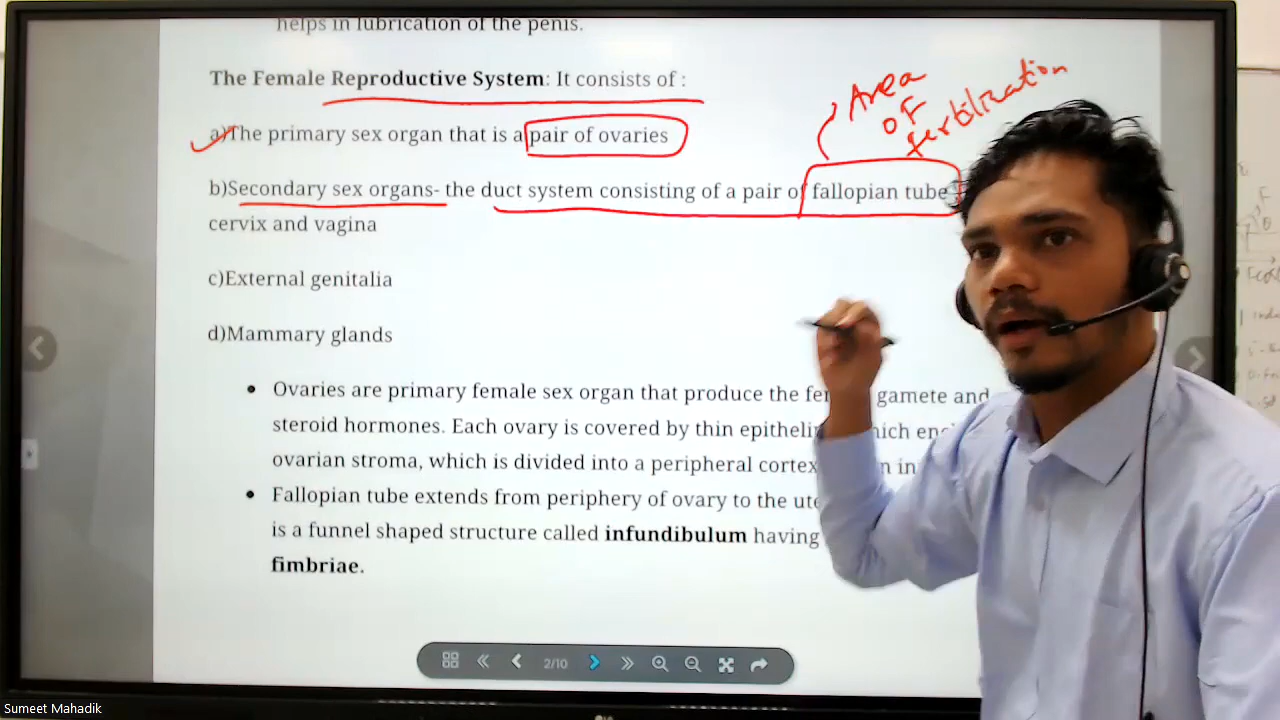 helps in lubrication of the penis.
The Female Reproductive System: It consists of :
Area
of
fertilization
a)The primary sex organ that is a pair of ovaries
b)Secondary sex organs- the duct system consisting of a pair of fallopian tube
cervix and vagina
c)External genitalia
d)Mammary glands
• Ovaries are primary female sex organ that produce the gamete and
steroid hormones. Each ovary is covered by thin
ovarian stroma, which is divided into a peripheral cortex
• Fallopian tube extends from periphery of ovary to the
is a funnel shaped structure called infundibulum having
fimbriae.
2/10
Sumeet Mahadik